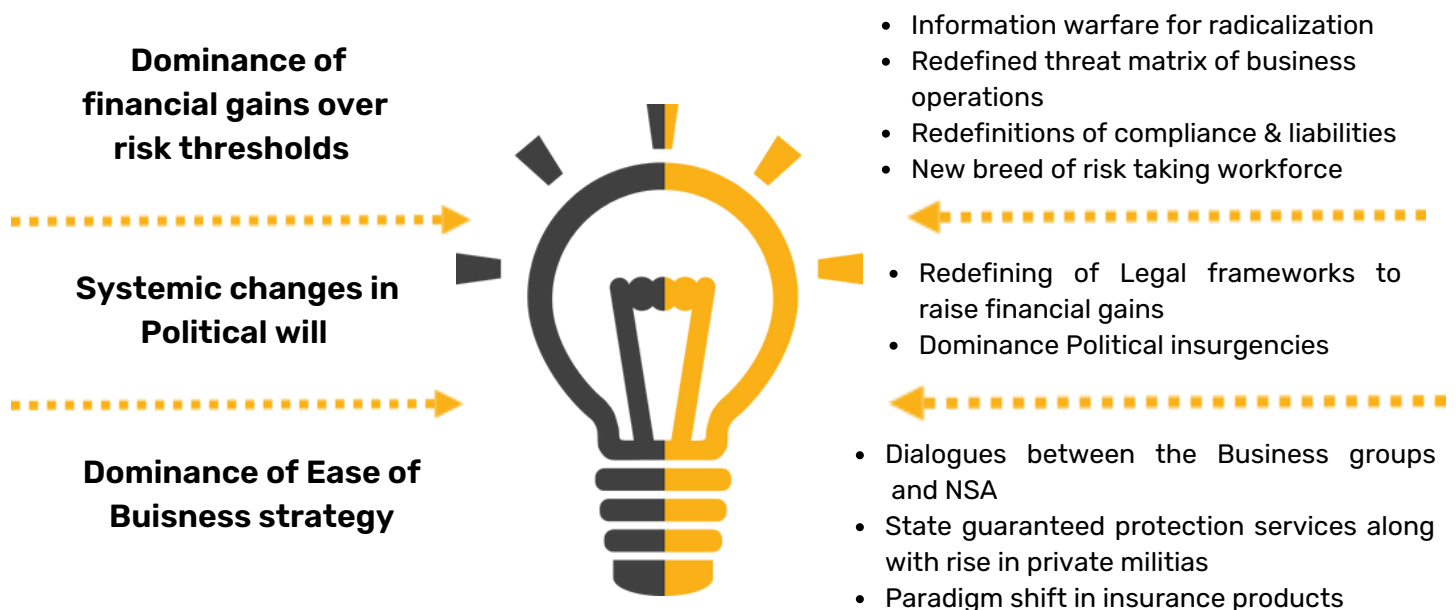 Dominance of
financial gains over
risk thresholds
Systemic changes in
Political will
Dominance of Ease of
Buisness strategy
• Information warfare for radicalization
• Redefined threat matrix of business
operations
• Redefinitions of compliance & liabilities
• New breed of risk taking workforce
• Redefining of Legal frameworks to
raise financial gains
• Dominance Political insurgencies
• Dialogues between the Business groups
and NSA
• State guaranteed protection services along
with rise in private militias
• Paradigm shift in insurance products